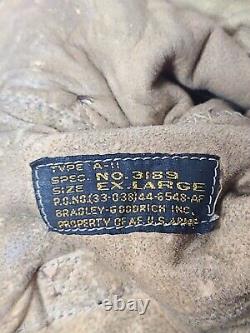 TYPE A-11
SPEC. NO. 3189
SIZE EX. LARGE
P.O. NO. (33-038) 44-6548-AF
BRADLEY-GOODRICH INC.
PROPERTY OF A.F. U.S. ARMY